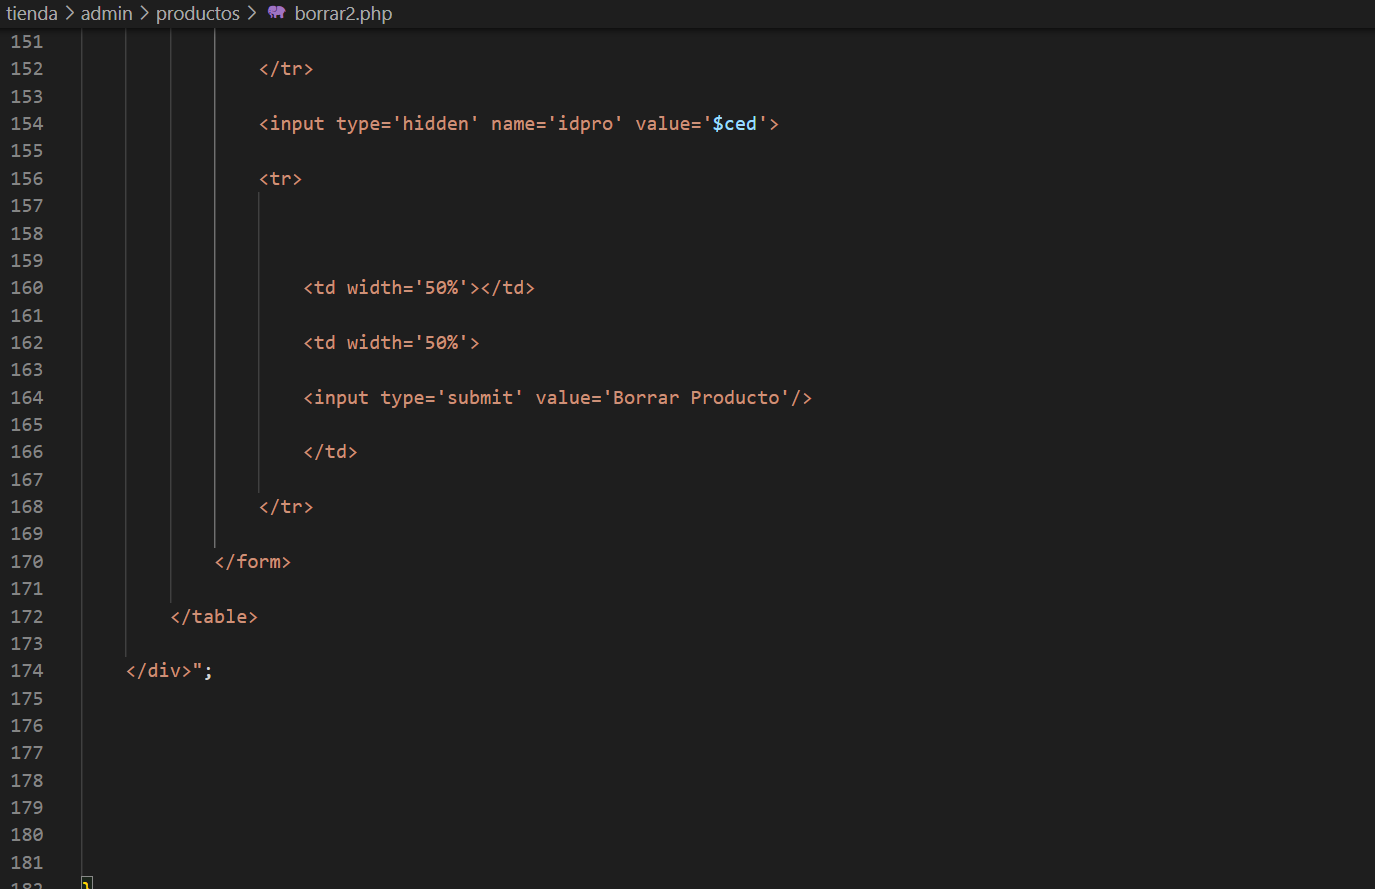 tienda > admin > productos > borrar2.php
151
152 </tr>
153
154 <input type='hidden' name='idpro' value='$ced'>
155
156 <tr>
157
158
159
160 <td width='50%'></td>
161
162 <td width='50%'>
163
164 <input type='submit' value='Borrar Producto'/>
165
166 </td>
167
168 </tr>
169
170 </form>
171
172 </table>
173
174 </div>";
175
176
177
178
179
180
181
182 }